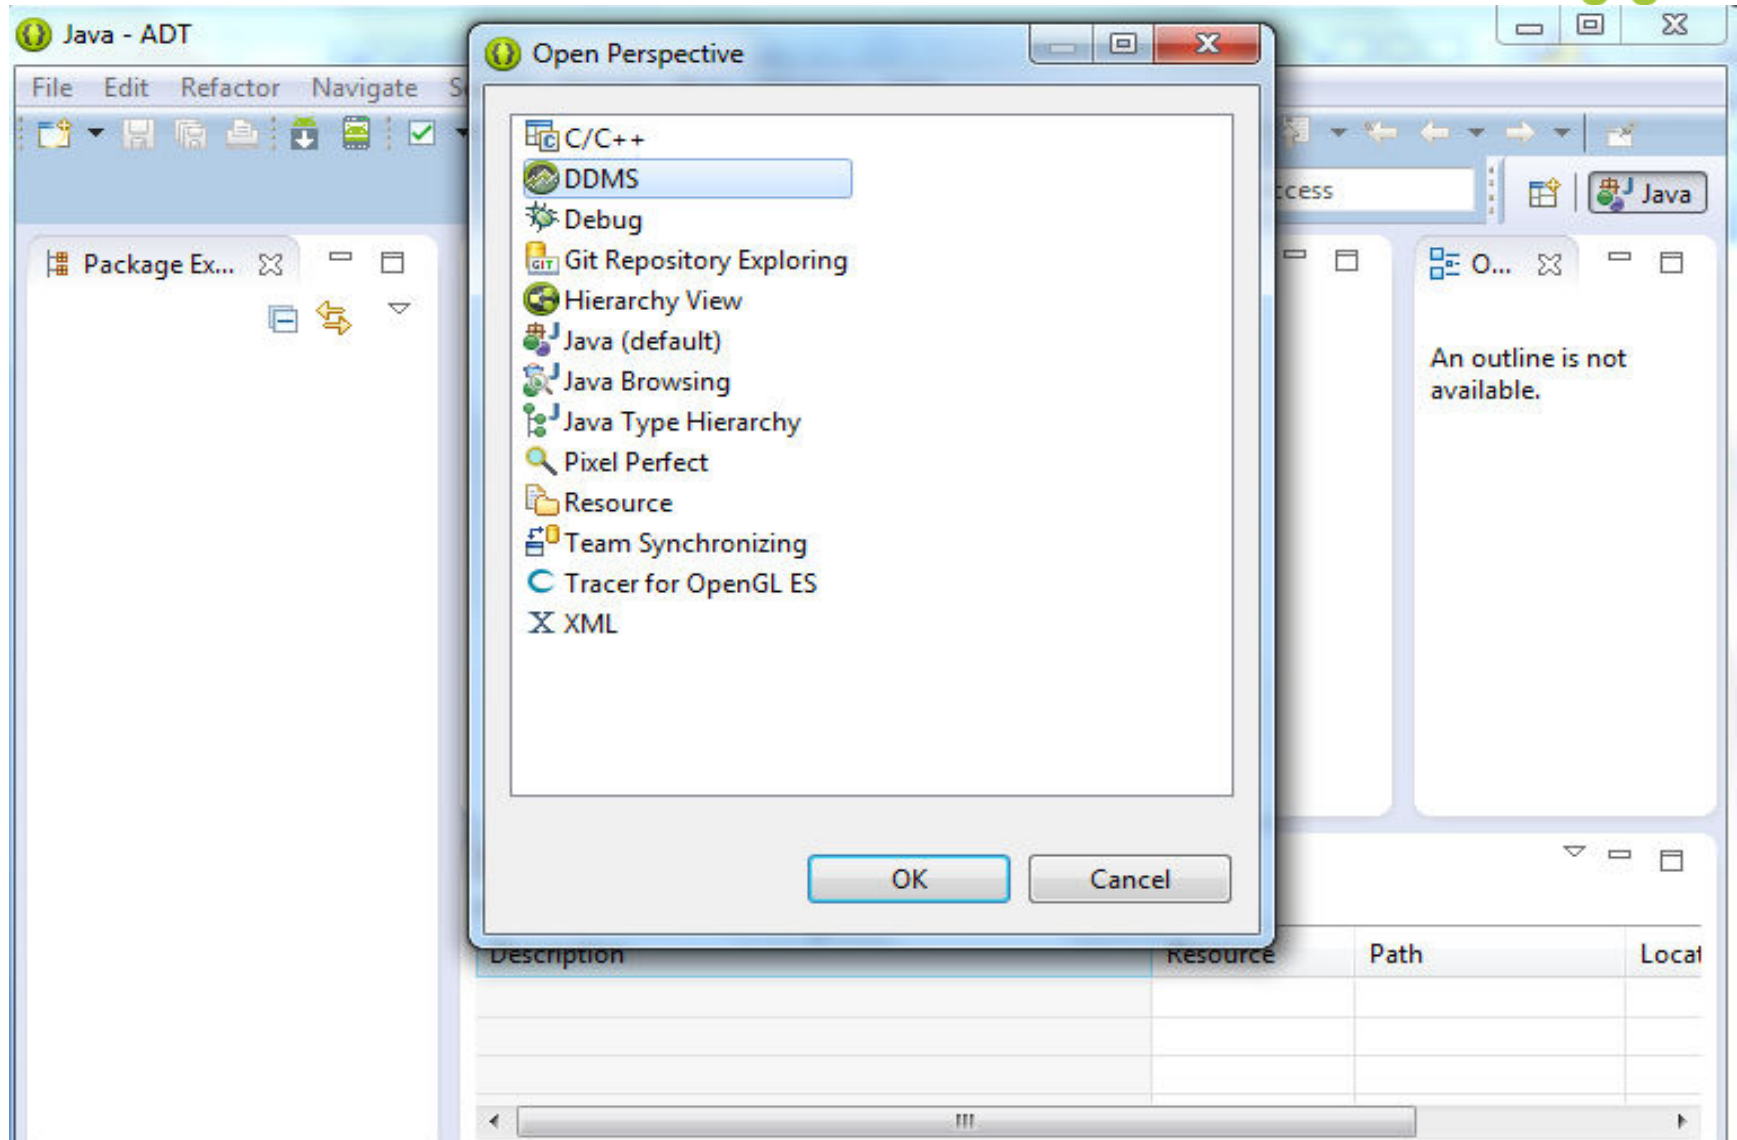 Java - ADT
File Edit Refactor Navigate
Java
Package Ex...
O...
An outline is not
available.
Open Perspective
C/C++
DDMS
Debug
Git Repository Exploring
Hierarchy View
Java (default)
Java Browsing
Java Type Hierarchy
Pixel Perfect
GIT
Resource
Team Synchronizing
Tracer for OpenGL ES
XML
OK Cancel
Description Resource Path Locat